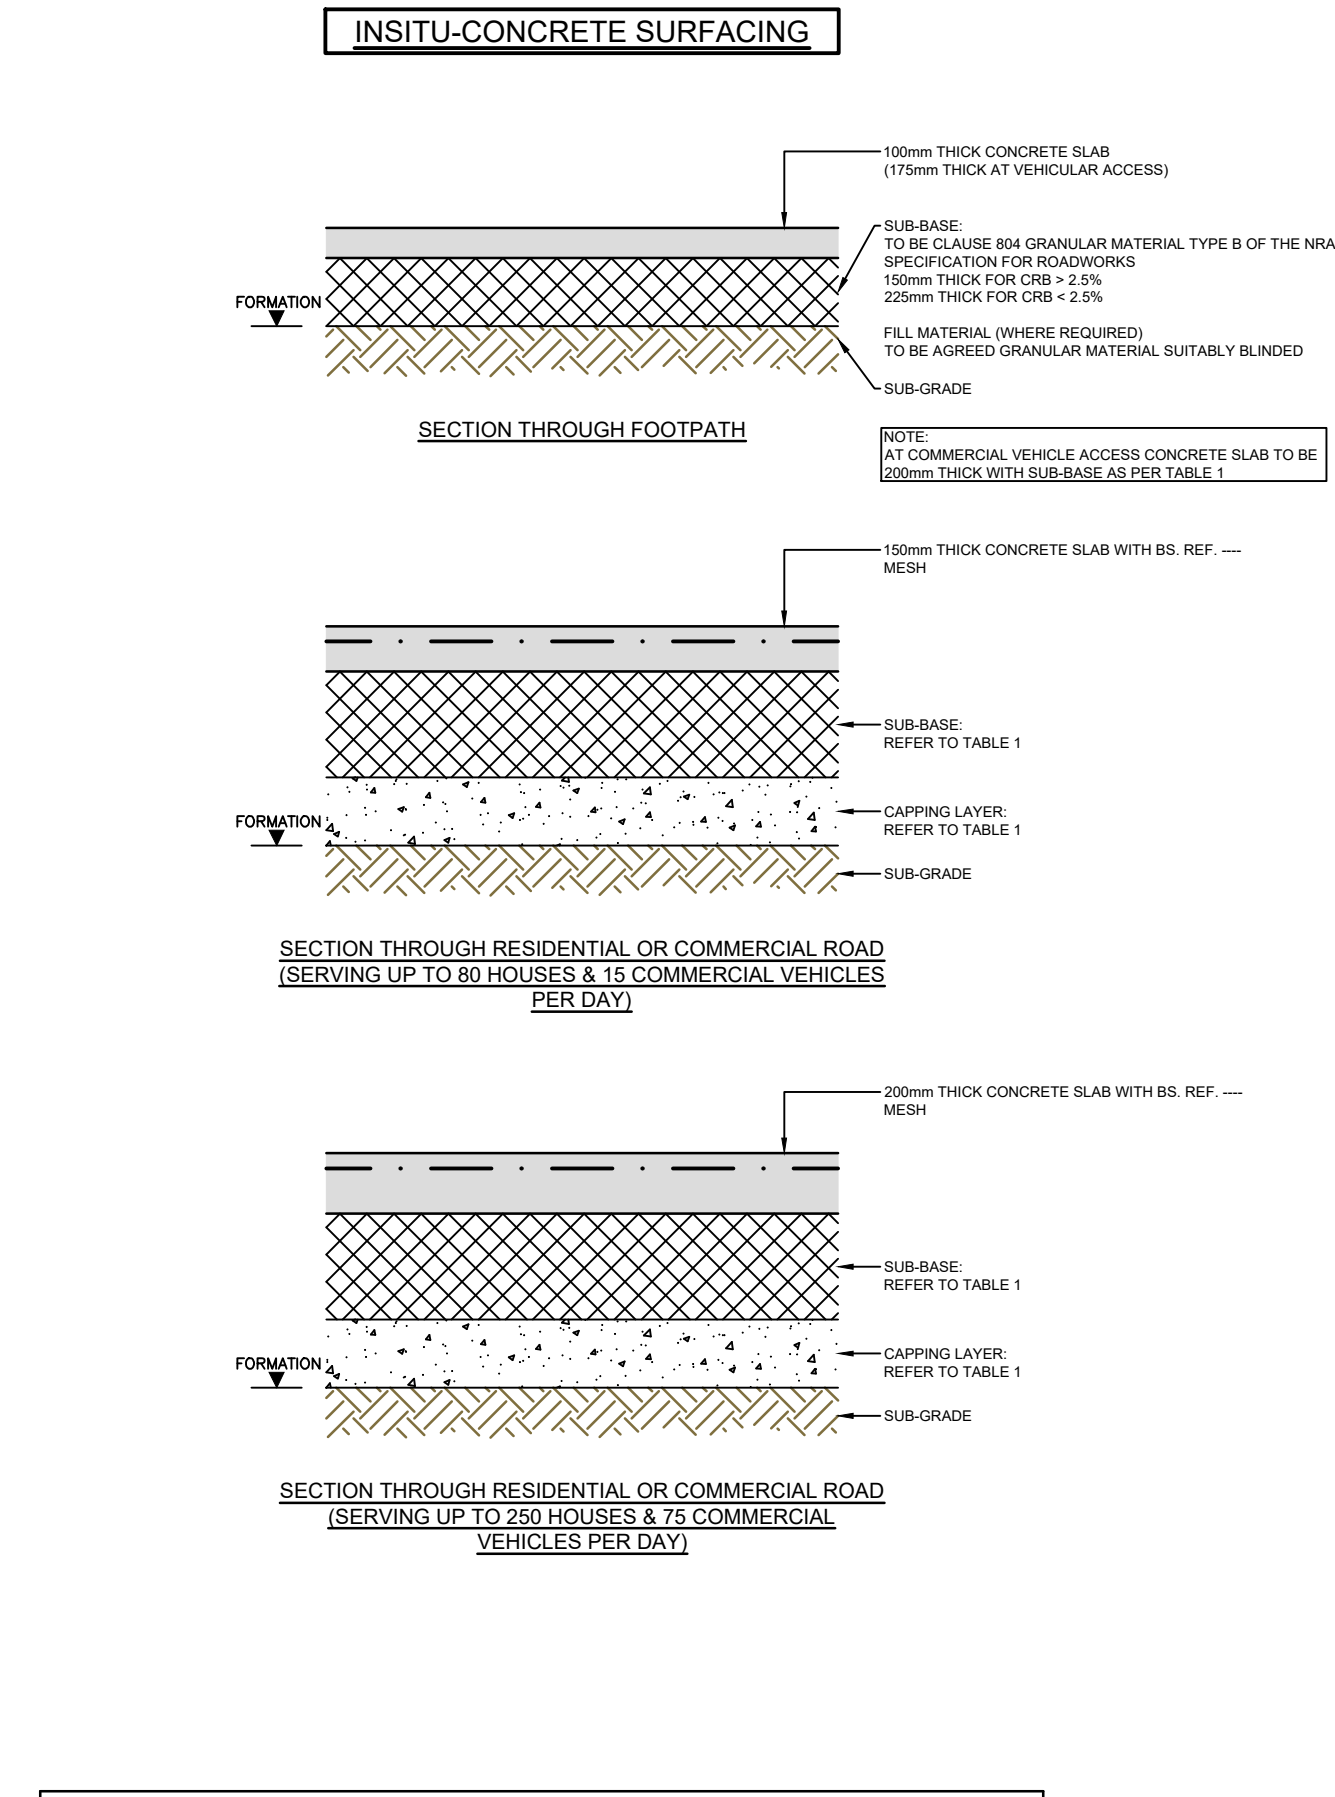 INSITU-CONCRETE SURFACING
100mm THICK CONCRETE SLAB
(175mm THICK AT VEHICULAR ACCESS)
SUB-BASE:
TO BE CLAUSE 804 GRANULAR MATERIAL TYPE B OF THE NRA
SPECIFICATION FOR ROADWORKS
150mm THICK FOR CRB > 2.5%
225mm THICK FOR CRB < 2.5%
FORMATION
FILL MATERIAL (WHERE REQUIRED)
TO BE AGREED GRANULAR MATERIAL SUITABLY BLINDED
SUB-GRADE
SECTION THROUGH FOOTPATH
NOTE:
AT COMMERCIAL VEHICLE ACCESS CONCRETE SLAB TO BE
200mm THICK WITH SUB-BASE AS PER TABLE 1
150mm THICK CONCRETE SLAB WITH BS. REF. ----
MESH
SUB-BASE:
REFER TO TABLE 1
CAPPING LAYER:
REFER TO TABLE 1
FORMATION
SUB-GRADE
SECTION THROUGH RESIDENTIAL OR COMMERCIAL ROAD
(SERVING UP TO 80 HOUSES & 15 COMMERCIAL VEHICLES
PER DAY)
200mm THICK CONCRETE SLAB WITH BS. REF. ----
MESH
SUB-BASE:
REFER TO TABLE 1
CAPPING LAYER:
REFER TO TABLE 1
FORMATION
SUB-GRADE
SECTION THROUGH RESIDENTIAL OR COMMERCIAL ROAD
(SERVING UP TO 250 HOUSES & 75 COMMERCIAL
VEHICLES PER DAY)